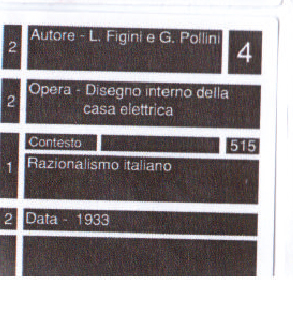 2 Autore - L. Figini e G. Pollini 4
2 Opera - Disegno interno della
casa elettrica
Contesto 515
1 Razionalismo italiano
2 Data - 1933